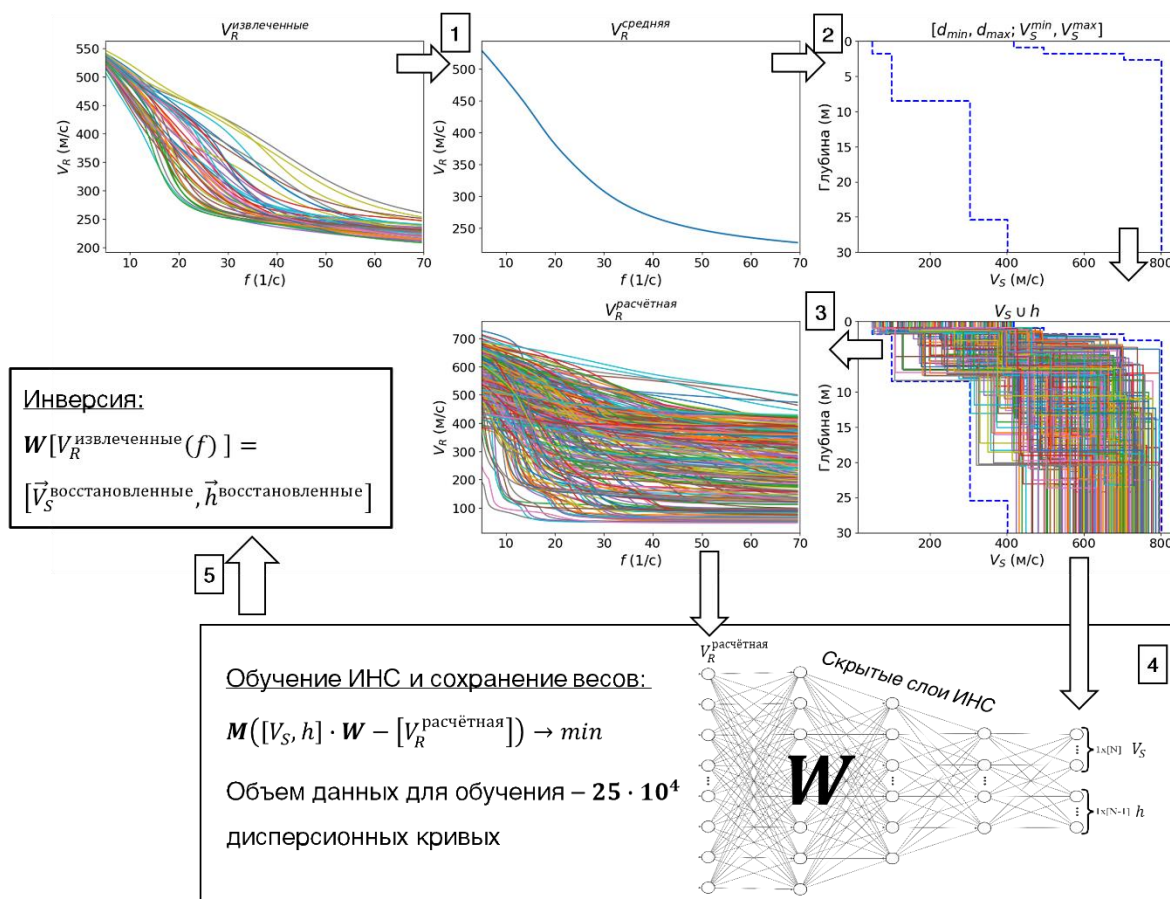 V_R^извлеченные
550
500
450
400
350
300
250
200
V_R (м/с)
10 20 30 40 50 60 70
f (1/с)
1
V_R^средняя
500
450
400
350
300
250
V_R (м/с)
10 20 30 40 50 60 70
f (1/с)
2
[d_min, d_max; V_S^min, V_S^max]
0
5
10
15
20
25
30
Глубина (м)
200 400 600 800
V_S (м/с)
V_R^расчётная
700
600
500
400
300
200
100
V_R (м/с)
10 20 30 40 50 60 70
f (1/с)
3
V_S ∪ h
0
5
10
15
20
25
30
Глубина (м)
200 400 600 800
V_S (м/с)
Инверсия:
W[V_R^извлеченные (f) ] =
[V⃗_S^восстановленные, h⃗^восстановленные]
5
4
Обучение ИНС и сохранение весов:
M([V_S, h] · W − [V_R^расчётная]) → min
Объем данных для обучения – 25 · 10^4
дисперсионных кривых
V_R^расчётная
Скрытые слои ИНС
W
1x[N] V_S
1x[N-1] h